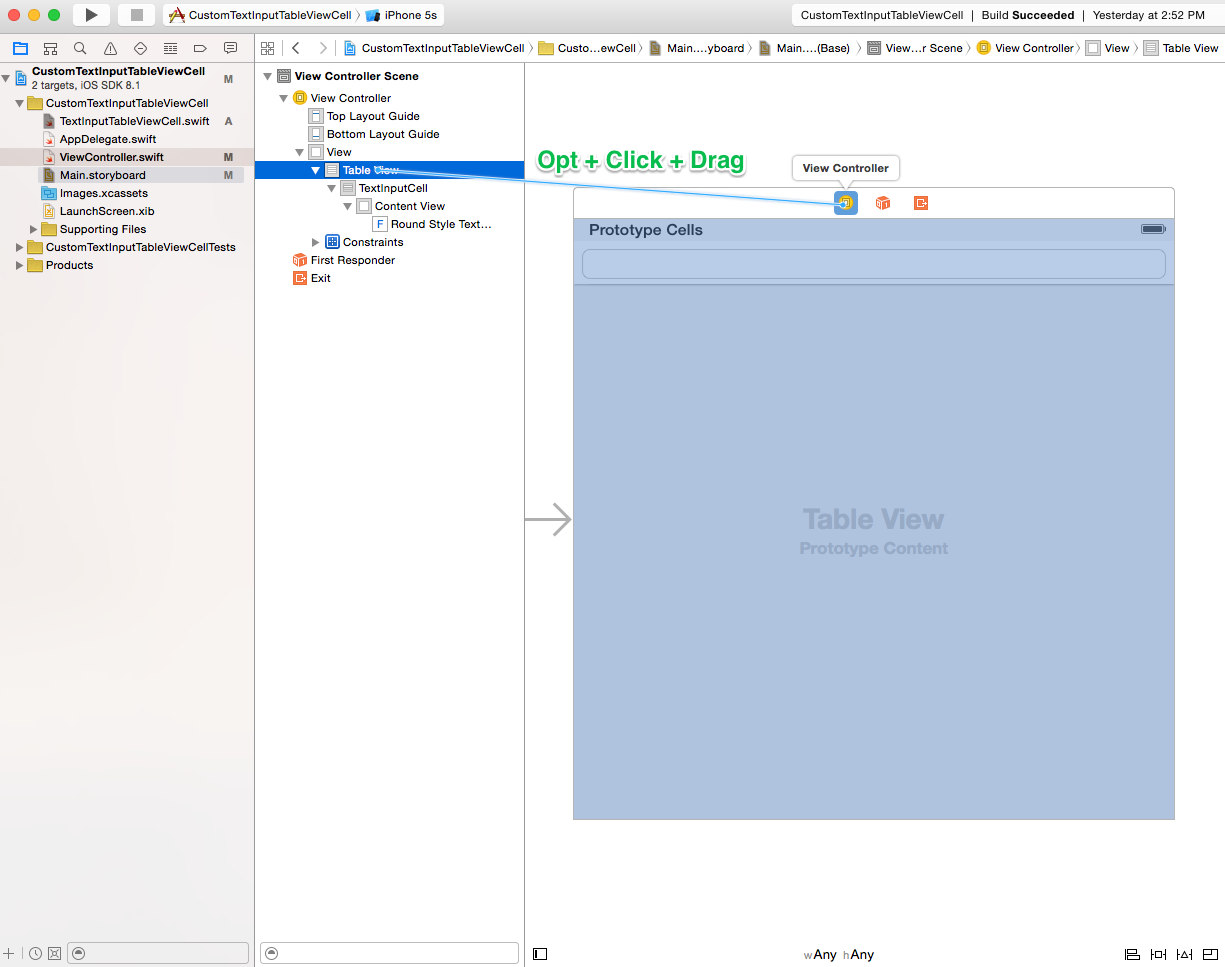 CustomTextInputTableViewCell 〉 iPhone 5s
CustomTextInputTableViewCell | Build Succeeded | Yesterday at 2:52 PM
CustomTextInputTableViewCell 〉 Custo...ewCell 〉 Main....yboard 〉 Main....(Base) 〉 View...r Scene 〉 View Controller 〉 View 〉 Table View
CustomTextInputTableViewCell M
2 targets, iOS SDK 8.1
CustomTextInputTableViewCell
TextInputTableViewCell.swift A
AppDelegate.swift
ViewController.swift M
Main.storyboard M
Images.xcassets
LaunchScreen.xib
Supporting Files
CustomTextInputTableViewCellTests
Products
View Controller Scene
View Controller
Top Layout Guide
Bottom Layout Guide
View
Table View
TextInputCell
Content View
F Round Style Text...
Constraints
First Responder
Exit
Opt + Click + Drag
View Controller
Prototype Cells
Table View
Prototype Content
wAny hAny